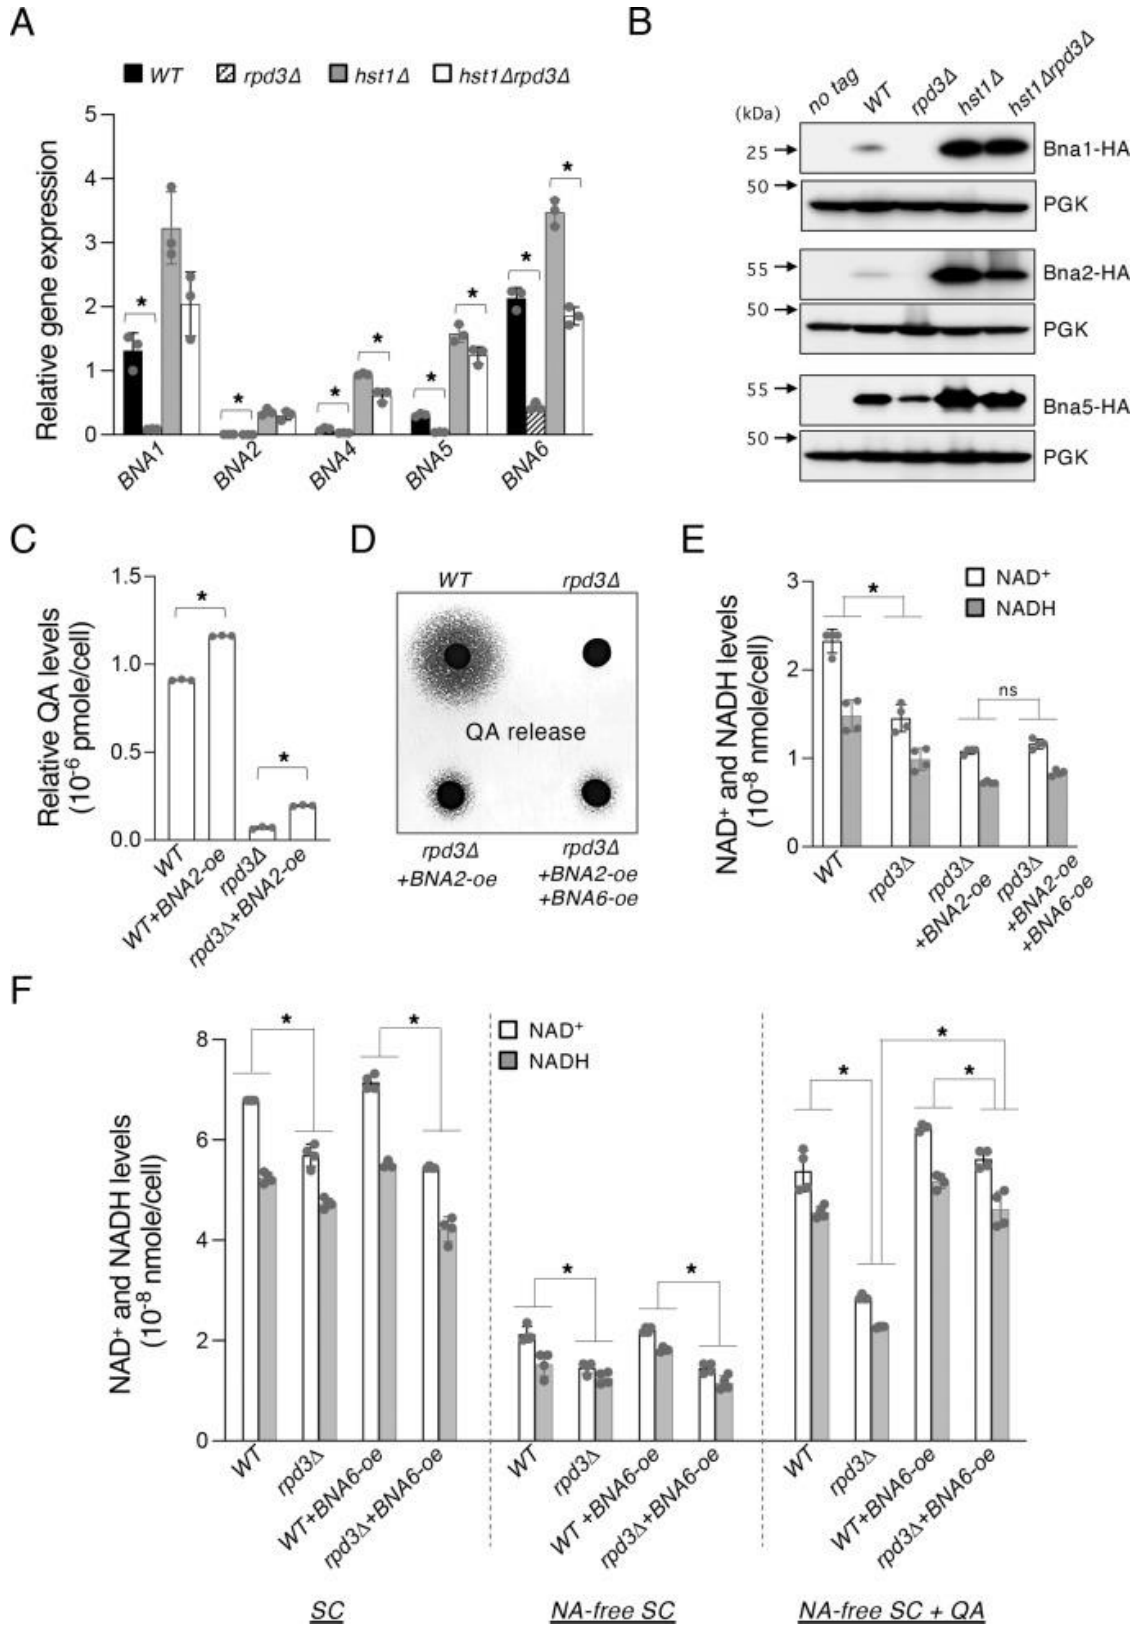 A
WT rpd3Δ hst1Δ hst1Δrpd3Δ
Relative gene expression
5
4
3
2
1
0
*
*
*
*
*
*
*
*
BNA1 BNA2 BNA4 BNA5 BNA6
B
no tag WT rpd3Δ hst1Δ hst1Δrpd3Δ
(kDa)
25 Bna1-HA
50 PGK
55 Bna2-HA
50 PGK
55 Bna5-HA
50 PGK
C
Relative QA levels
(10-6 pmole/cell)
1.5
1.0
0.5
0.0
*
*
WT
WT+BNA2-oe
rpd3Δ
rpd3Δ+BNA2-oe
D
WT rpd3Δ
QA release
rpd3Δ
+BNA2-oe
rpd3Δ
+BNA2-oe
+BNA6-oe
E
NAD+
NADH
NAD+ and NADH levels
(10-8 nmole/cell)
3
2
1
0
*
ns
WT
rpd3Δ
rpd3Δ
+BNA2-oe
rpd3Δ
+BNA2-oe
+BNA6-oe
F
NAD+
NADH
NAD+ and NADH levels
(10-8 nmole/cell)
8
6
4
2
0
*
*
*
*
*
*
*
WT
rpd3Δ
WT+BNA6-oe
rpd3Δ+BNA6-oe
WT
rpd3Δ
WT +BNA6-oe
rpd3Δ+BNA6-oe
WT
rpd3Δ
WT+BNA6-oe
rpd3Δ+BNA6-oe
SC
NA-free SC
NA-free SC + QA